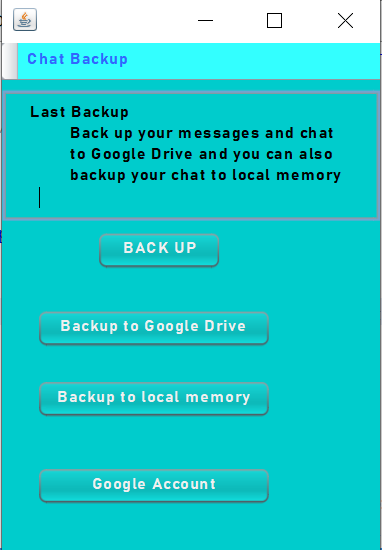 Chat Backup
Last Backup
Back up your messages and chat
to Google Drive and you can also
backup your chat to local memory
BACK UP
Backup to Google Drive
Backup to local memory
Google Account